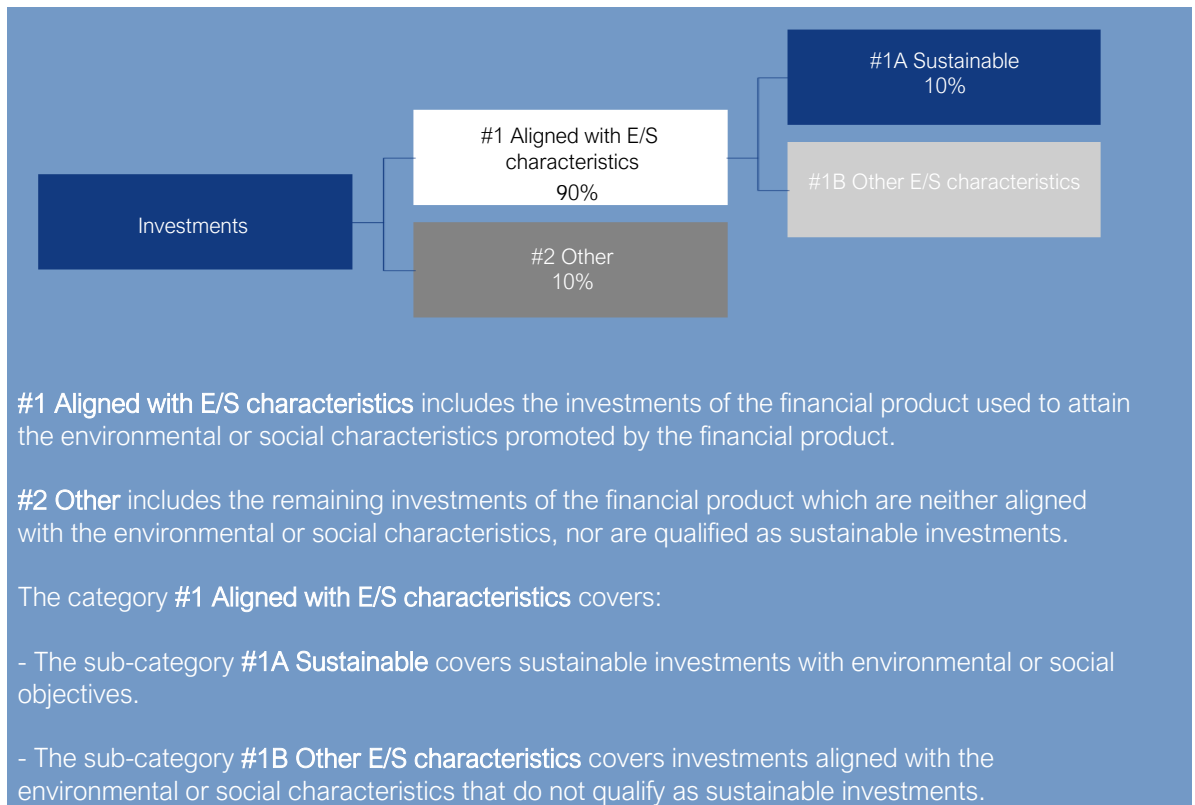 #1A Sustainable
10%
#1 Aligned with E/S
characteristics
90%
#1B Other E/S characteristics
Investments
#2 Other
10%
#1 Aligned with E/S characteristics includes the investments of the financial product used to attain
the environmental or social characteristics promoted by the financial product.
#2 Other includes the remaining investments of the financial product which are neither aligned
with the environmental or social characteristics, nor are qualified as sustainable investments.
The category #1 Aligned with E/S characteristics covers:
- The sub-category #1A Sustainable covers sustainable investments with environmental or social
objectives.
- The sub-category #1B Other E/S characteristics covers investments aligned with the
environmental or social characteristics that do not qualify as sustainable investments.